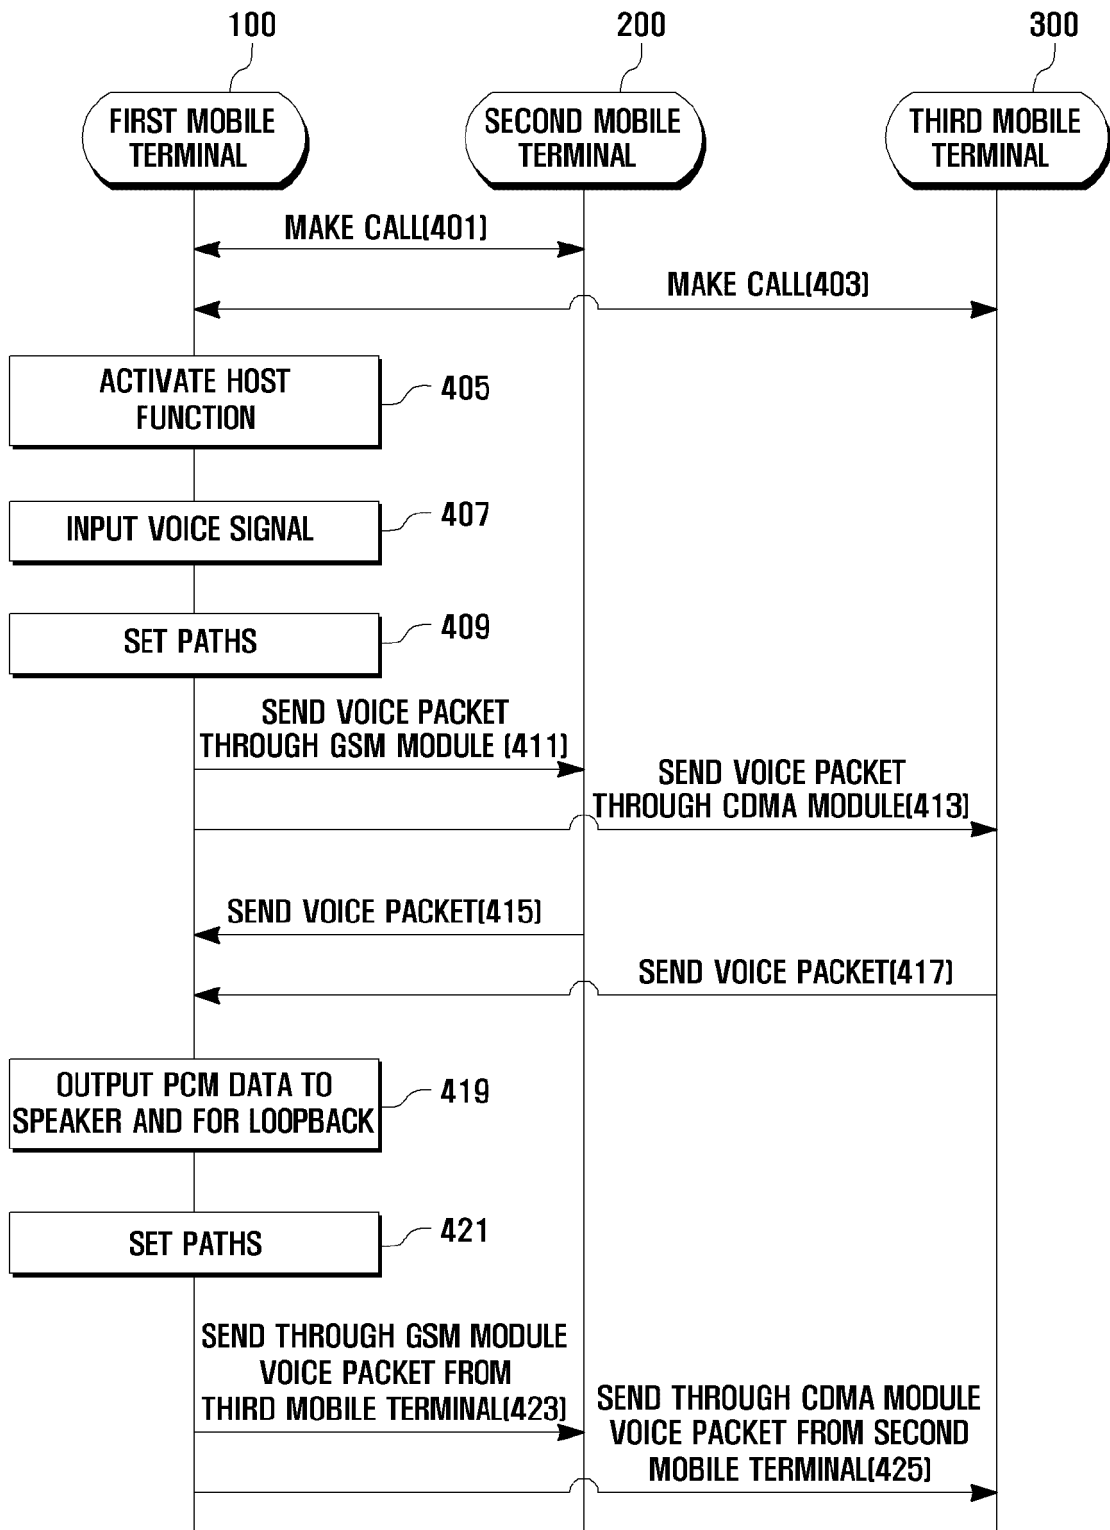 100
200
300
FIRST MOBILE
TERMINAL
SECOND MOBILE
TERMINAL
THIRD MOBILE
TERMINAL
MAKE CALL(401)
MAKE CALL(403)
ACTIVATE HOST
FUNCTION
405
INPUT VOICE SIGNAL
407
SET PATHS
409
SEND VOICE PACKET
THROUGH GSM MODULE (411)
SEND VOICE PACKET
THROUGH CDMA MODULE(413)
SEND VOICE PACKET(415)
SEND VOICE PACKET(417)
OUTPUT PCM DATA TO
SPEAKER AND FOR LOOPBACK
419
SET PATHS
421
SEND THROUGH GSM MODULE
VOICE PACKET FROM
THIRD MOBILE TERMINAL(423)
SEND THROUGH CDMA MODULE
VOICE PACKET FROM SECOND
MOBILE TERMINAL(425)